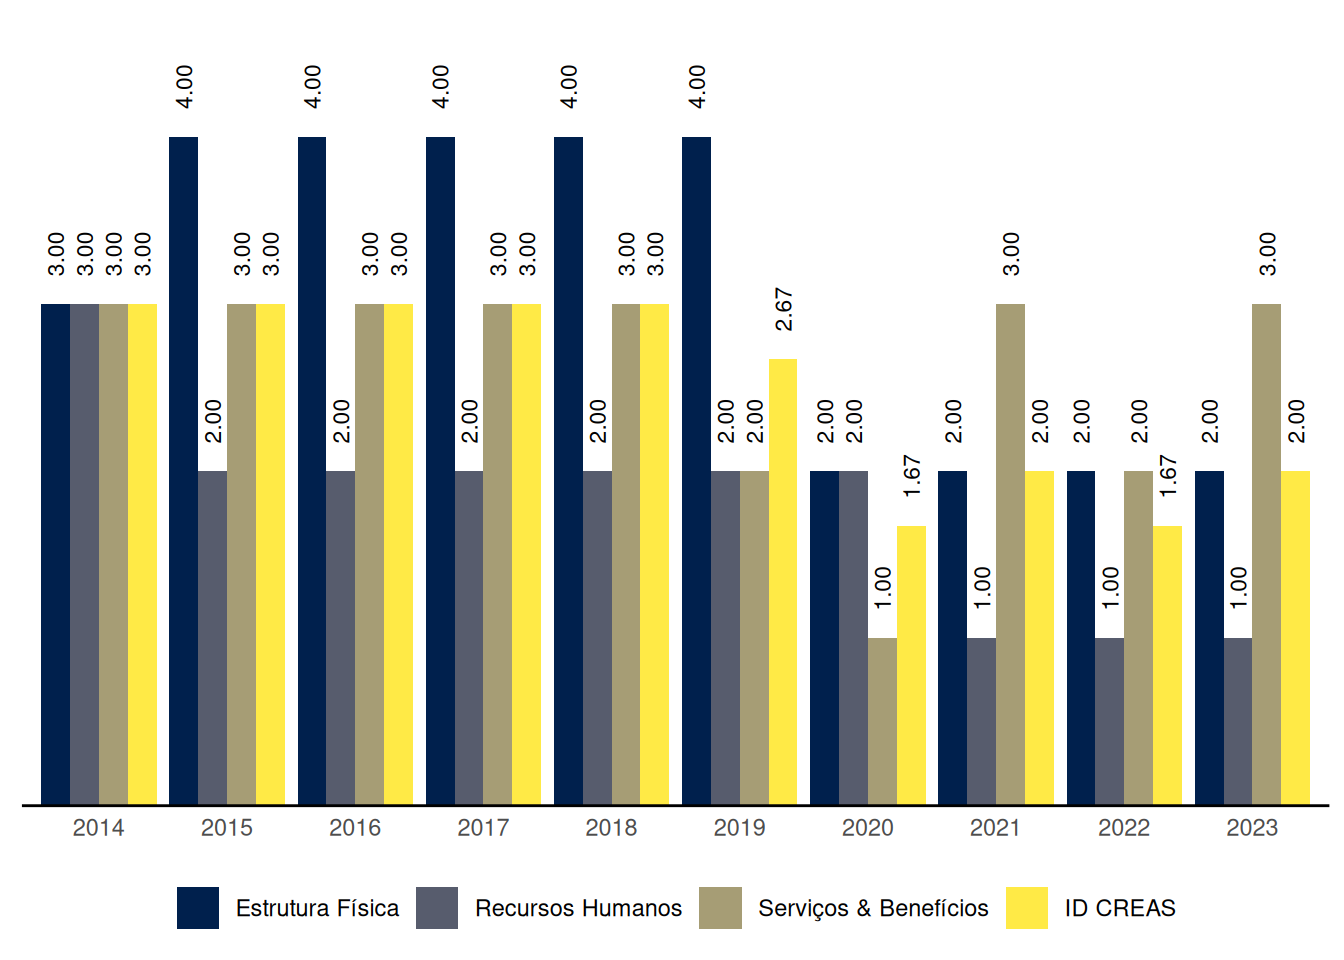 4.00 4.00 4.00 4.00 4.00
3.00 3.00 3.00 3.00 3.00 3.00 3.00 3.00 3.00 3.00 3.00 3.00 3.00 3.00
2.67
2.00 2.00 2.00 2.00 2.00 2.00 2.00 2.00 2.00 2.00 2.00 2.00 2.00 2.00
1.67 1.67
1.00 1.00 1.00 1.00
2014 2015 2016 2017 2018 2019 2020 2021 2022 2023
Estrutura Física Recursos Humanos Serviços & Benefícios ID CREAS